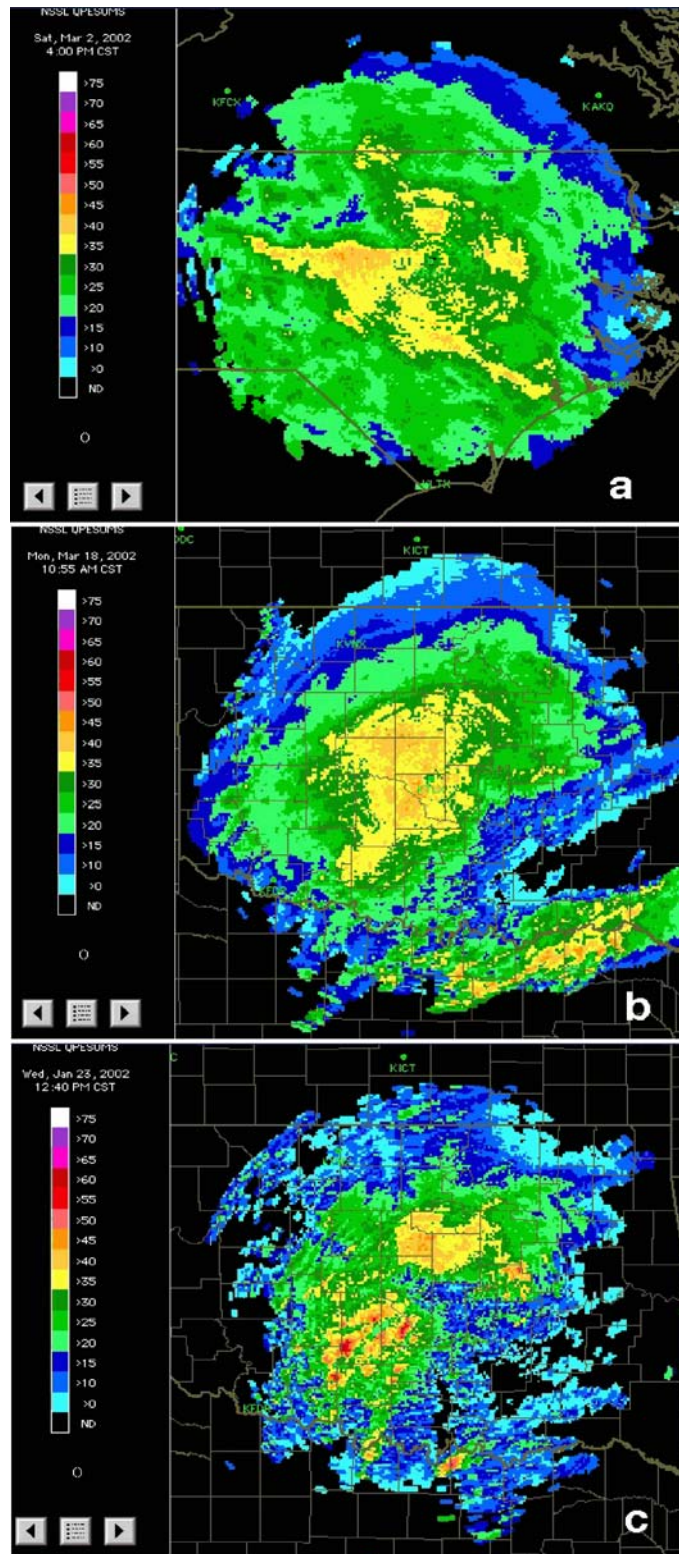 NSSL QPESUMS
Sat, Mar 2, 2002
4:00 PM CST
>75
>70
>65
>60
>55
>50
>45
>40
>35
>30
>25
>20
>15
>10
>0
ND
KFCX
KAKQ
KLTX
a
NSSL QPESUMS
Mon, Mar 18, 2002
10:55 AM CST
>75
>70
>65
>60
>55
>50
>45
>40
>35
>30
>25
>20
>15
>10
>0
ND
DDC
KICT
KVNX
b
NSSL QPESUMS
Wed, Jan 23, 2002
12:40 PM CST
>75
>70
>65
>60
>55
>50
>45
>40
>35
>30
>25
>20
>15
>10
>0
ND
C
KICT
c